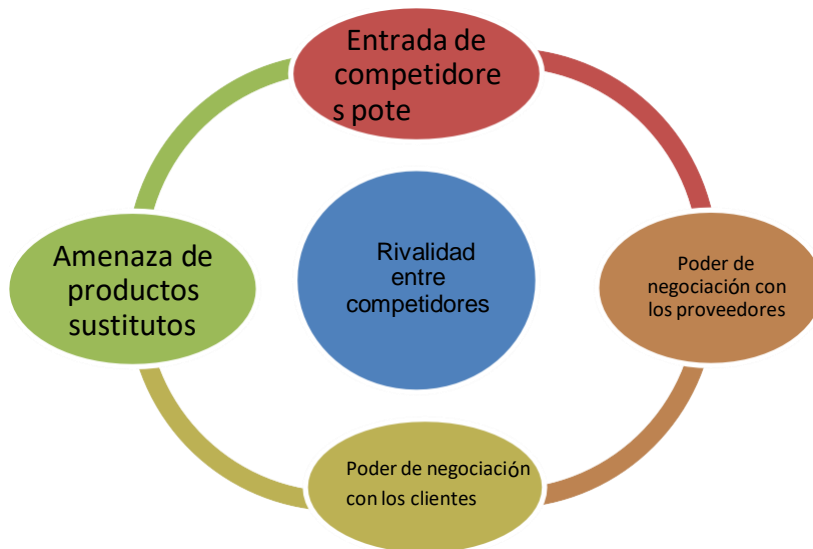 Entrada de
competidore
s pote
Amenaza de
productos
sustitutos
Rivalidad
entre
competidores
Poder de
negociación con
los proveedores
Poder de negociación
con los clientes